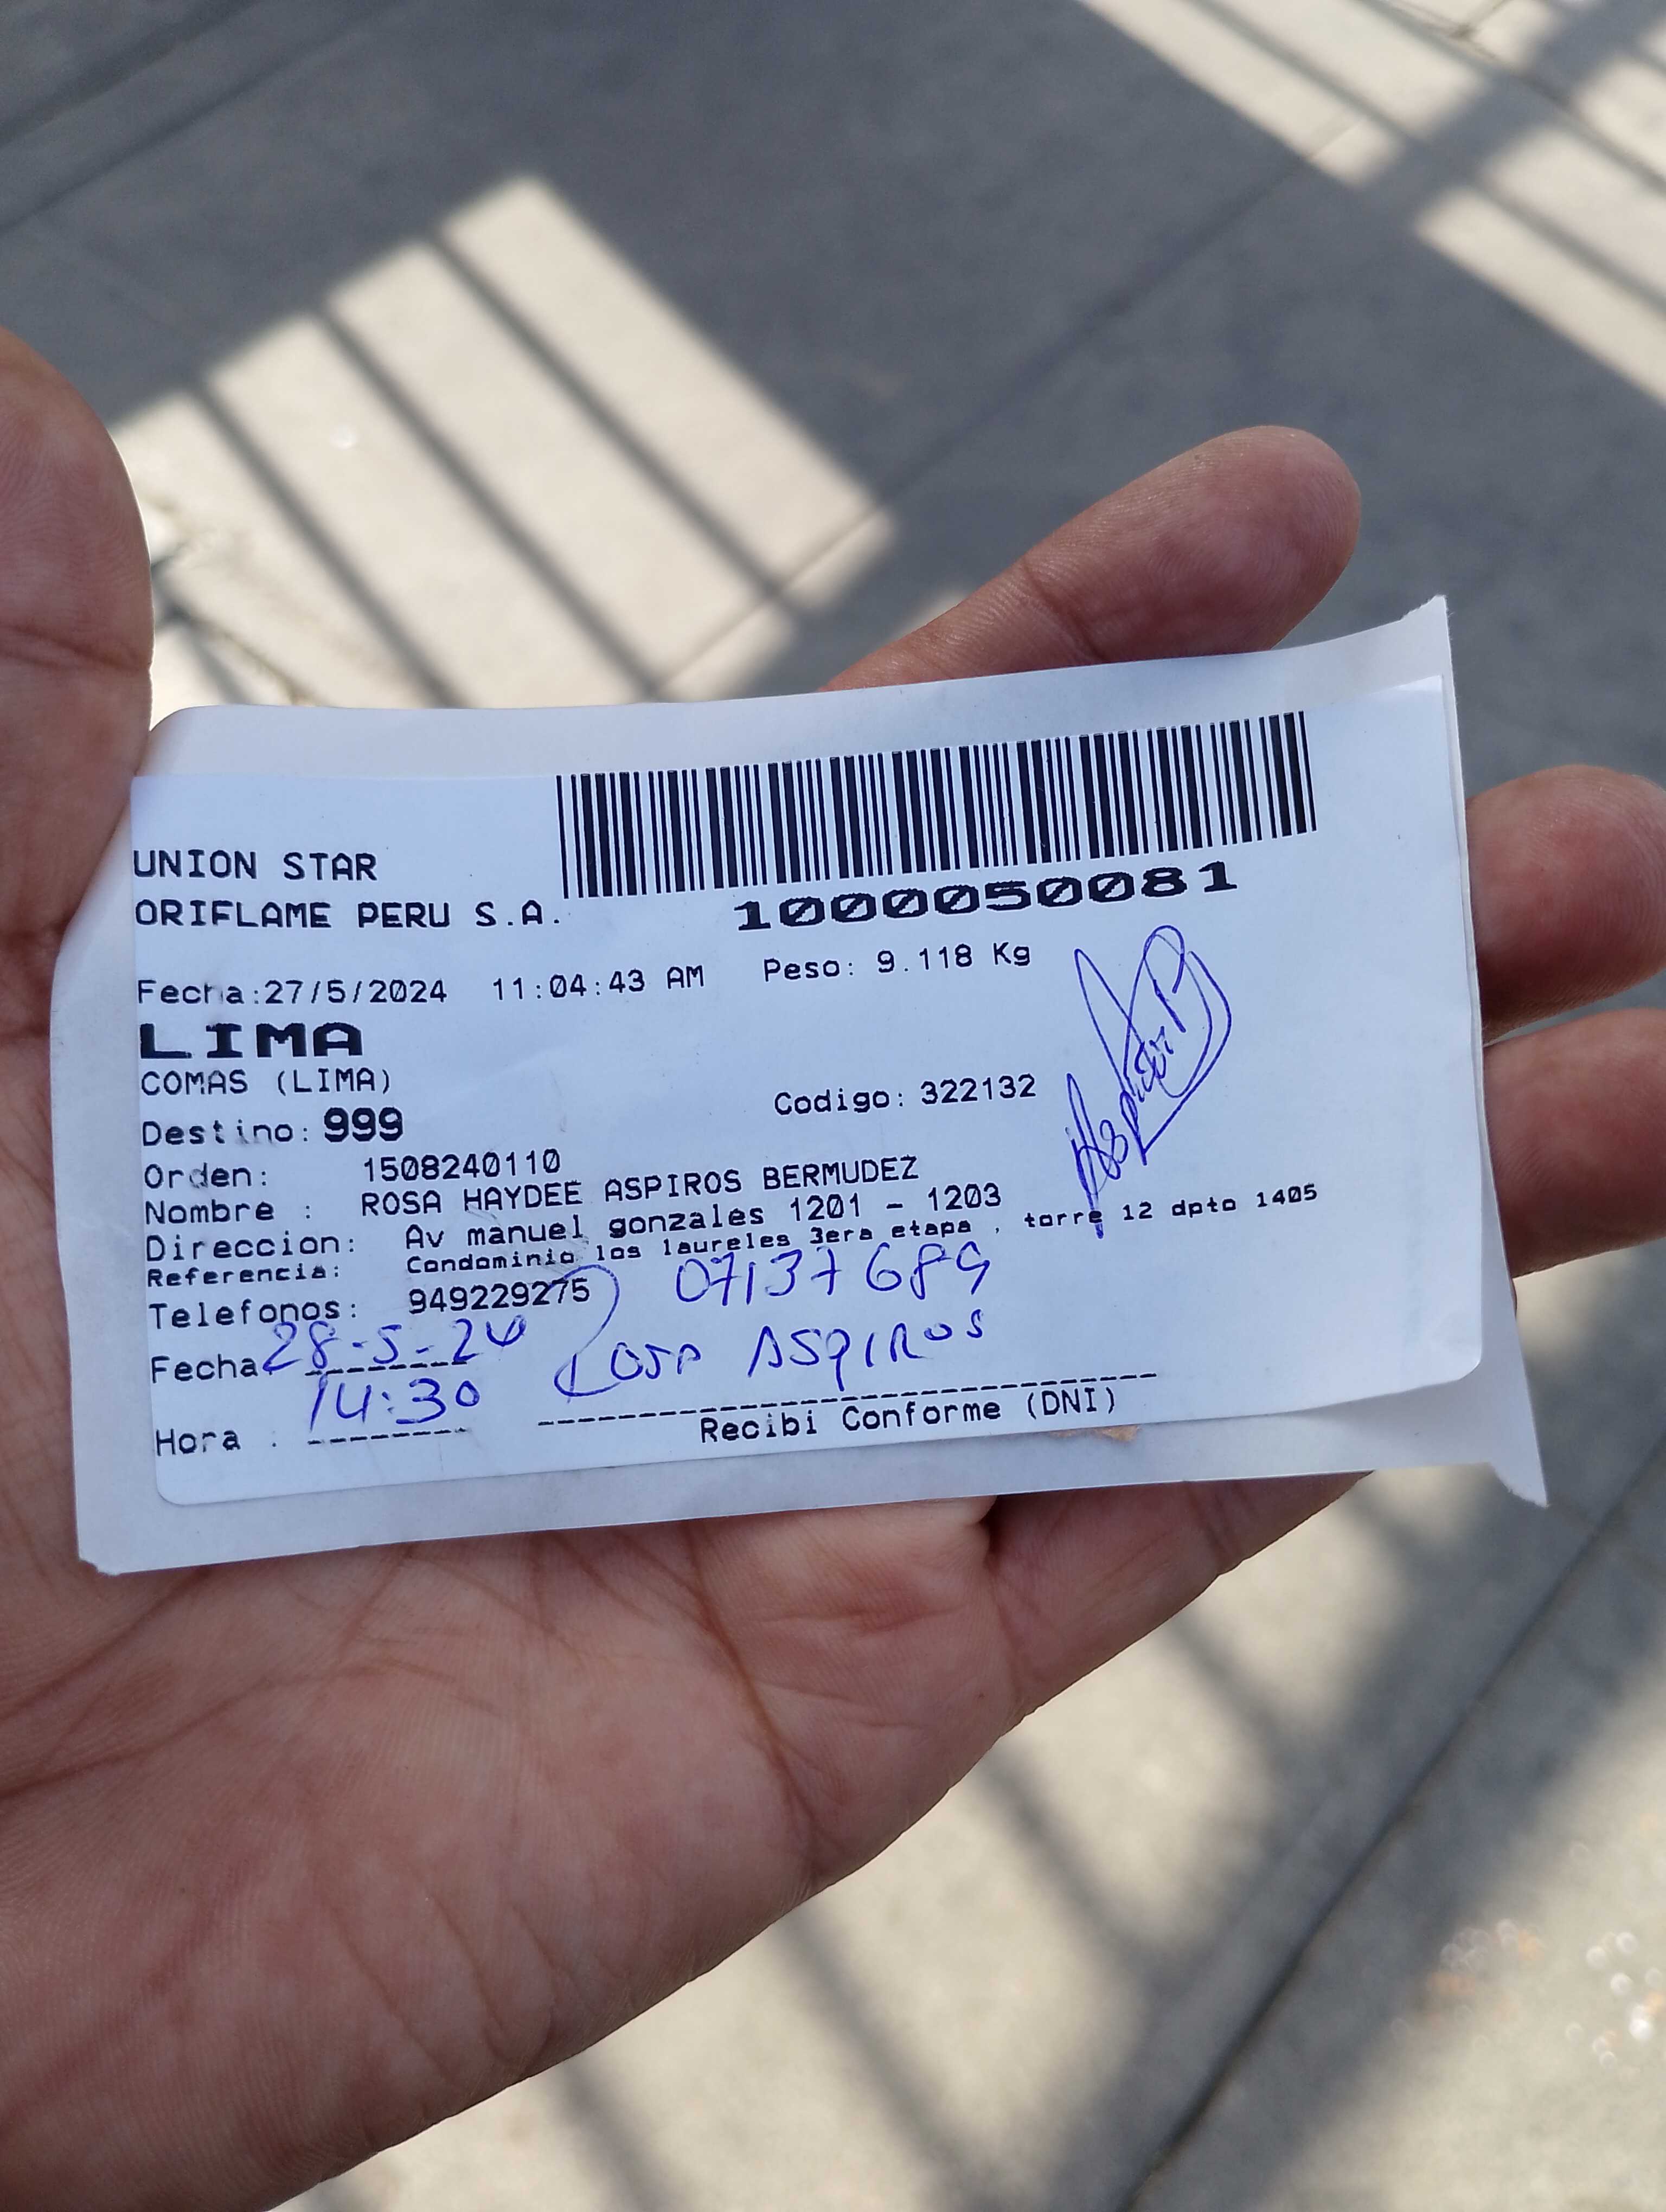 UNION STAR
ORIFLAME PERU S.A.
1000050081
Fecha:27/5/2024 11:04:43 AM Peso: 9.118 Kg
LIMA
COMAS (LIMA)
Codigo: 322132
Destino: 999
Orden: 1508240110
Nombre : ROSA HAYDEE ASPIROS BERMUDEZ
Direccion: Av manuel gonzales 1201 - 1203
Referencia: Condominio los laureles 3era etapa , torre 12 dpto 1405
Telefonos: 949229275 07137689
Fecha 28-5-24 Rosa ASPIROS
Hora : 14:30
Recibi Conforme (DNI)